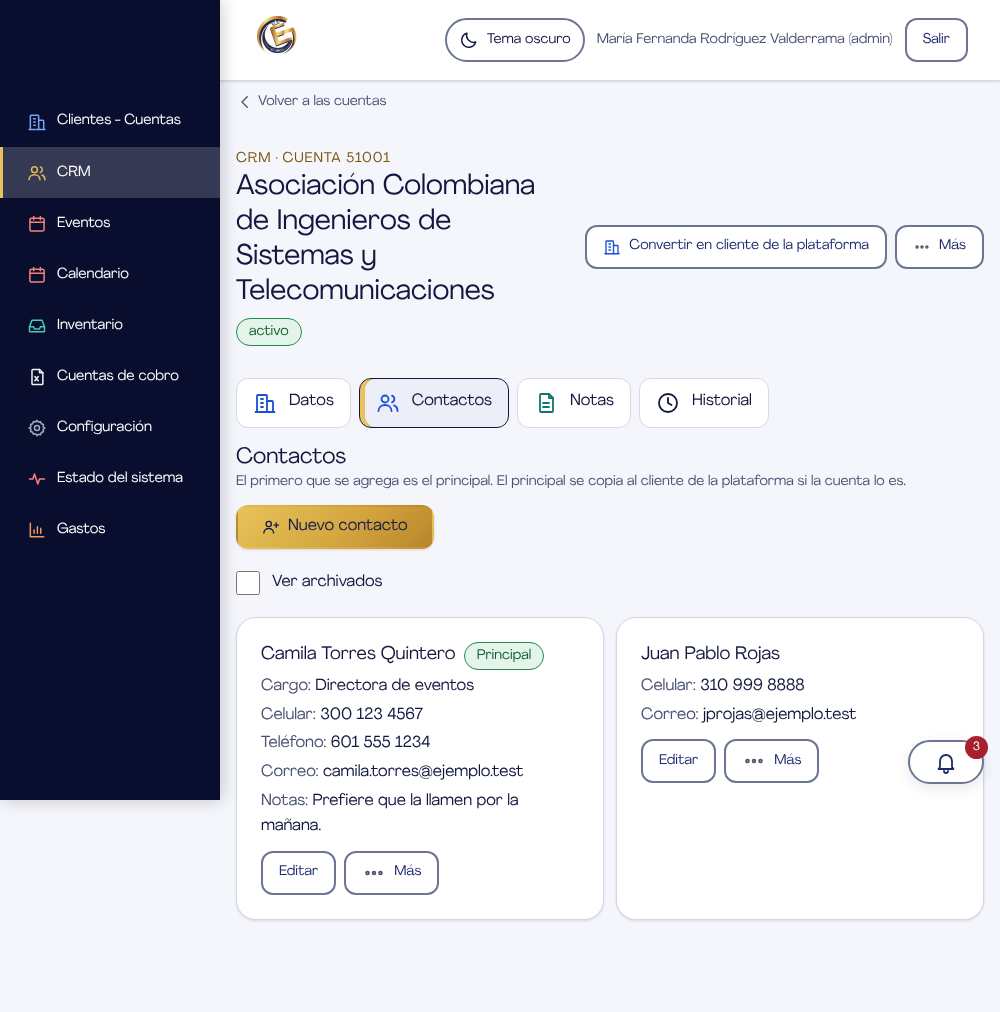 Tema oscuro
María Fernanda Rodríguez Valderrama (admin)
Salir
Clientes - Cuentas
CRM
Eventos
Calendario
Inventario
Cuentas de cobro
Configuración
Estado del sistema
Gastos
Volver a las cuentas
CRM · CUENTA 51001
Asociación Colombiana
de Ingenieros de
Sistemas y
Telecomunicaciones
activo
Convertir en cliente de la plataforma
Más
Datos
Contactos
Notas
Historial
Contactos
El primero que se agrega es el principal. El principal se copia al cliente de la plataforma si la cuenta lo es.
Nuevo contacto
Ver archivados
Camila Torres Quintero Principal
Cargo: Directora de eventos
Celular: 300 123 4567
Teléfono: 601 555 1234
Correo: camila.torres@ejemplo.test
Notas: Prefiere que la llamen por la
mañana.
Editar
Más
Juan Pablo Rojas
Celular: 310 999 8888
Correo: jprojas@ejemplo.test
Editar
Más
3